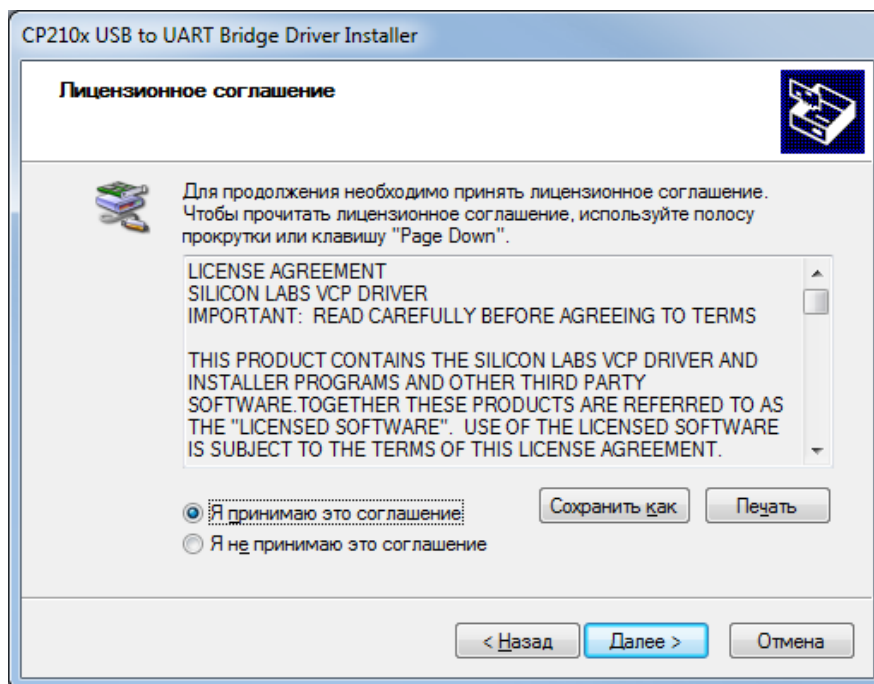 CP210x USB to UART Bridge Driver Installer
Лицензионное соглашение
Для продолжения необходимо принять лицензионное соглашение.
Чтобы прочитать лицензионное соглашение, используйте полосу
прокрутки или клавишу "Page Down".
LICENSE AGREEMENT
SILICON LABS VCP DRIVER
IMPORTANT:  READ CAREFULLY BEFORE AGREEING TO TERMS
THIS PRODUCT CONTAINS THE SILICON LABS VCP DRIVER AND
INSTALLER PROGRAMS AND OTHER THIRD PARTY
SOFTWARE.TOGETHER THESE PRODUCTS ARE REFERRED TO AS
THE "LICENSED SOFTWARE".  USE OF THE LICENSED SOFTWARE
IS SUBJECT TO THE TERMS OF THIS LICENSE AGREEMENT.
Я принимаю это соглашение
Сохранить как
Печать
Я не принимаю это соглашение
< Назад
Далее >
Отмена